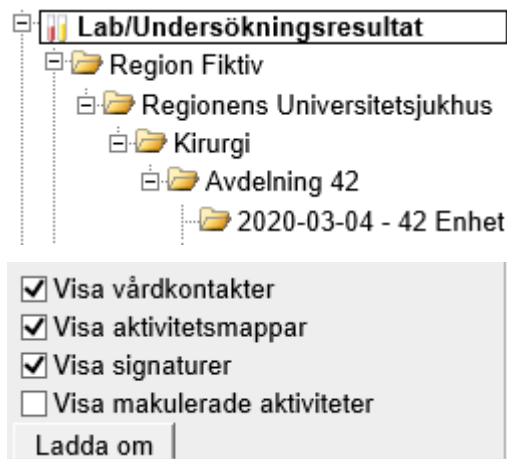 Lab/Undersökningsresultat
Region Fiktiv
Regionens Universitetsjukhus
Kirurgi
Avdelning 42
2020-03-04 - 42 Enhet
Visa vårdkontakter
Visa aktivitetsmappar
Visa signaturer
Visa makulerade aktiviteter
Ladda om